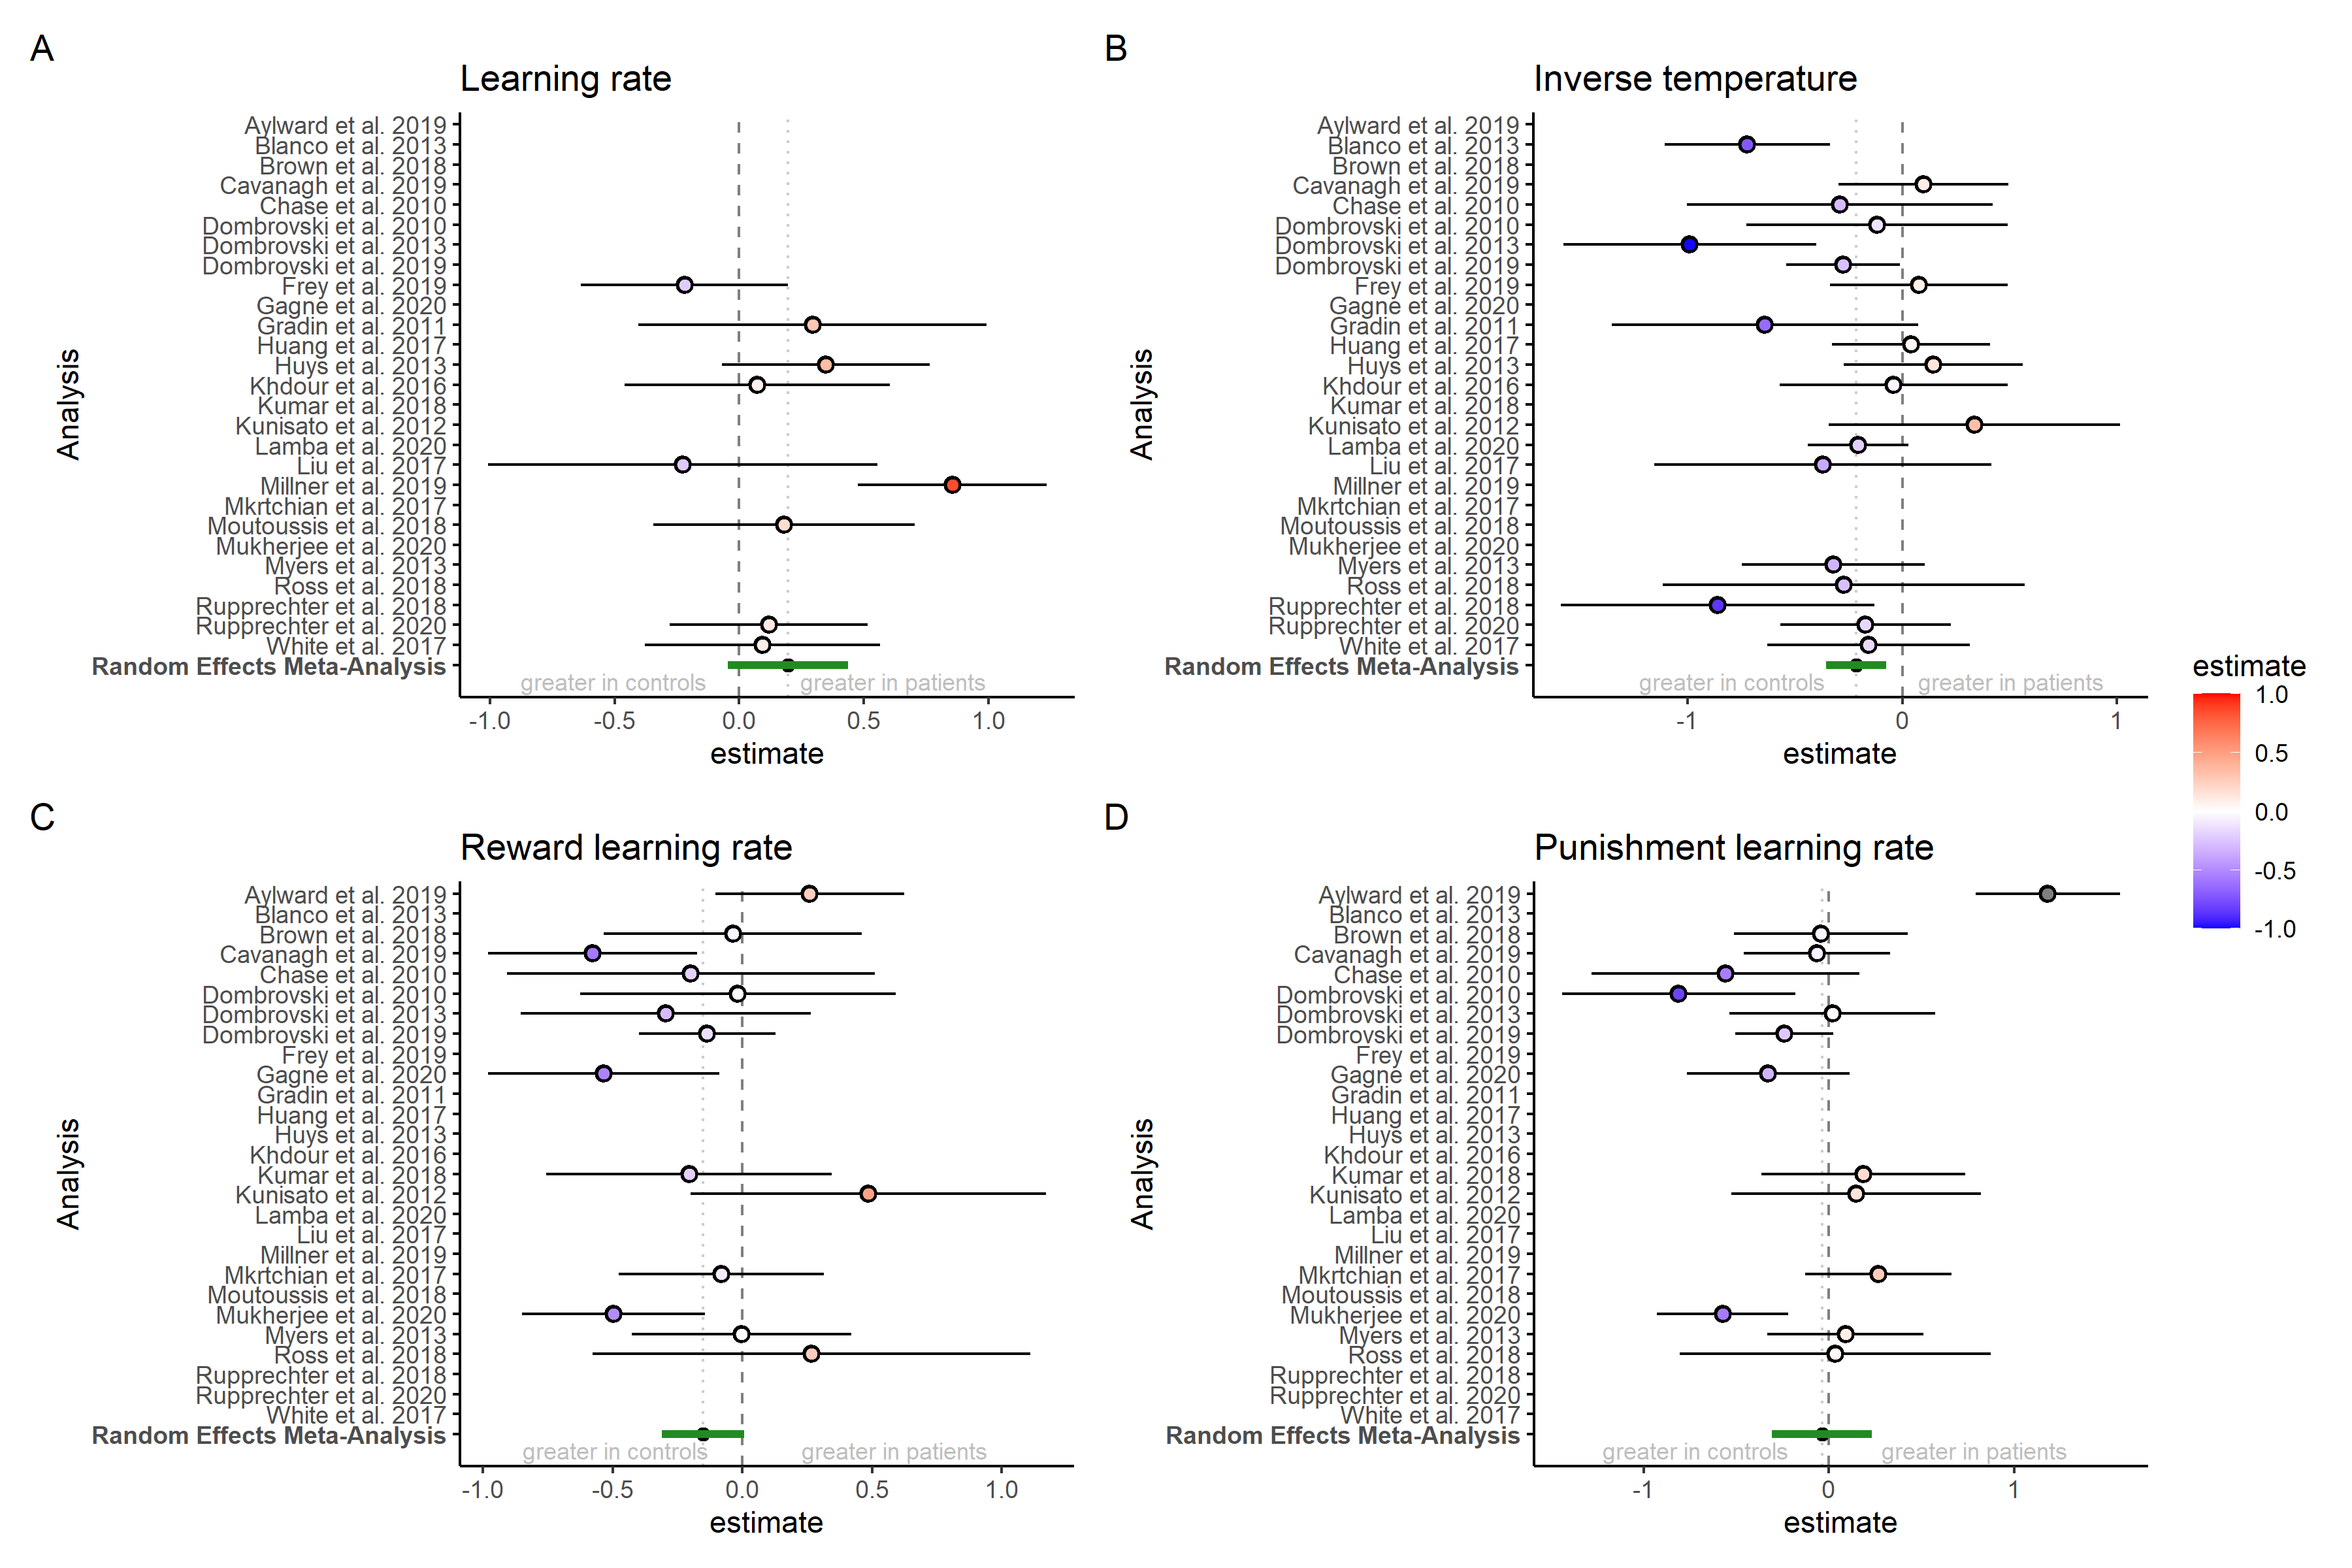 A
Learning rate
Analysis
Aylward et al. 2019
Blanco et al. 2013
Brown et al. 2018
Cavanagh et al. 2019
Chase et al. 2010
Dombrovski et al. 2010
Dombrovski et al. 2013
Dombrovski et al. 2019
Frey et al. 2019
Gagne et al. 2020
Gradin et al. 2011
Huang et al. 2017
Huys et al. 2013
Khdour et al. 2016
Kumar et al. 2018
Kunisato et al. 2012
Lamba et al. 2020
Liu et al. 2017
Millner et al. 2019
Mkrtchian et al. 2017
Moutoussis et al. 2018
Mukherjee et al. 2020
Myers et al. 2013
Ross et al. 2018
Rupprechter et al. 2018
Rupprechter et al. 2020
White et al. 2017
Random Effects Meta-Analysis
greater in controls greater in patients
-1.0 -0.5 0.0 0.5 1.0
estimate
B
Inverse temperature
Analysis
Aylward et al. 2019
Blanco et al. 2013
Brown et al. 2018
Cavanagh et al. 2019
Chase et al. 2010
Dombrovski et al. 2010
Dombrovski et al. 2013
Dombrovski et al. 2019
Frey et al. 2019
Gagne et al. 2020
Gradin et al. 2011
Huang et al. 2017
Huys et al. 2013
Khdour et al. 2016
Kumar et al. 2018
Kunisato et al. 2012
Lamba et al. 2020
Liu et al. 2017
Millner et al. 2019
Mkrtchian et al. 2017
Moutoussis et al. 2018
Mukherjee et al. 2020
Myers et al. 2013
Ross et al. 2018
Rupprechter et al. 2018
Rupprechter et al. 2020
White et al. 2017
Random Effects Meta-Analysis
greater in controls greater in patients
-1 0 1
estimate
estimate
1.0
0.5
0.0
-0.5
-1.0
C
Reward learning rate
Analysis
Aylward et al. 2019
Blanco et al. 2013
Brown et al. 2018
Cavanagh et al. 2019
Chase et al. 2010
Dombrovski et al. 2010
Dombrovski et al. 2013
Dombrovski et al. 2019
Frey et al. 2019
Gagne et al. 2020
Gradin et al. 2011
Huang et al. 2017
Huys et al. 2013
Khdour et al. 2016
Kumar et al. 2018
Kunisato et al. 2012
Lamba et al. 2020
Liu et al. 2017
Millner et al. 2019
Mkrtchian et al. 2017
Moutoussis et al. 2018
Mukherjee et al. 2020
Myers et al. 2013
Ross et al. 2018
Rupprechter et al. 2018
Rupprechter et al. 2020
White et al. 2017
Random Effects Meta-Analysis
greater in controls greater in patients
-1.0 -0.5 0.0 0.5 1.0
estimate
D
Punishment learning rate
Analysis
Aylward et al. 2019
Blanco et al. 2013
Brown et al. 2018
Cavanagh et al. 2019
Chase et al. 2010
Dombrovski et al. 2010
Dombrovski et al. 2013
Dombrovski et al. 2019
Frey et al. 2019
Gagne et al. 2020
Gradin et al. 2011
Huang et al. 2017
Huys et al. 2013
Khdour et al. 2016
Kumar et al. 2018
Kunisato et al. 2012
Lamba et al. 2020
Liu et al. 2017
Millner et al. 2019
Mkrtchian et al. 2017
Moutoussis et al. 2018
Mukherjee et al. 2020
Myers et al. 2013
Ross et al. 2018
Rupprechter et al. 2018
Rupprechter et al. 2020
White et al. 2017
Random Effects Meta-Analysis
greater in controls greater in patients
-1 0 1
estimate